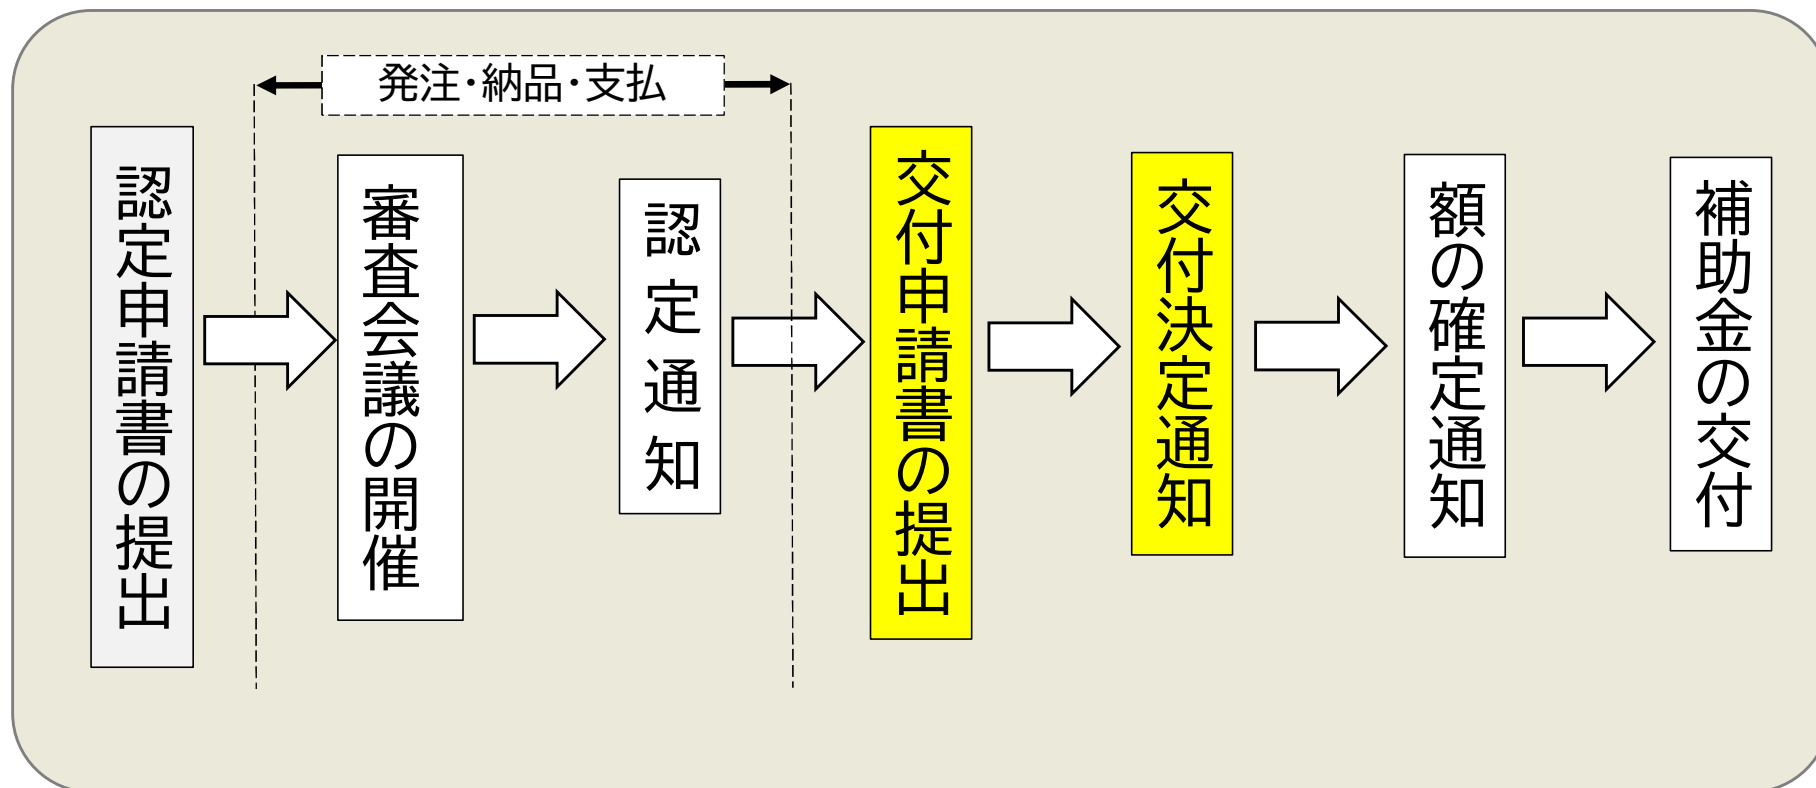 発注・納品・支払
認定申請書の提出
審査会議の開催
認定通知
交付申請書の提出
交付決定通知
額の確定通知
補助金の交付